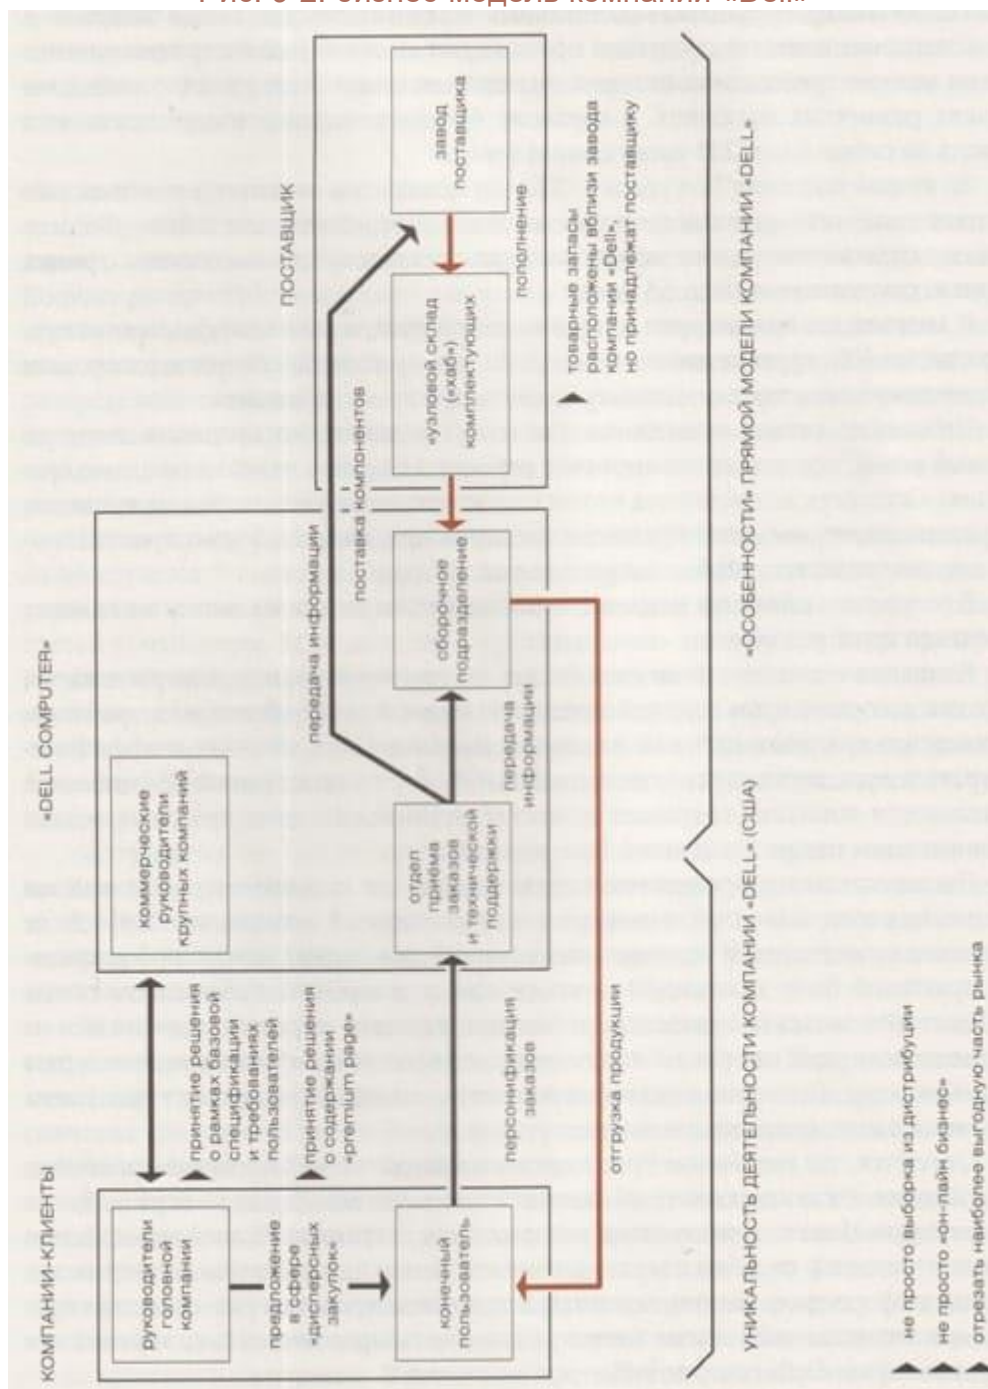 Рис. 5-2. бизнес-модель компании «Dell»
«DELL COMPUTER»
КОМПАНИИ-КЛИЕНТЫ
ПОСТАВЩИК
руководители
головной
компании
принятие решения
о рамках базовой
спецификации
и требованиях
пользователей
принятие решения
о содержании
«premium page»
коммерческие
руководители
крупных компаний
передача информации
поставка компонентов
предложение
в сфере
«дисперсных
закупок»
конечный
пользователь
персонификация
заказов
отдел
приёма
заказов
и технической
поддержки
передача
информации
сборочное
подразделение
«узловой склад
(«хаб»)
комплектующих
завод
поставщика
пополнение
отгрузка продукции
товарные запасы
расположены вблизи завода
компании «Dell»,
но принадлежат поставщику
УНИКАЛЬНОСТЬ ДЕЯТЕЛЬНОСТИ КОМПАНИИ «DELL» (США)
«ОСОБЕННОСТИ» ПРЯМОЙ МОДЕЛИ КОМПАНИИ «DELL»
не просто выборка из дистрибуции
не просто «он-лайн бизнес»
отрезать наиболее выгодную часть рынка